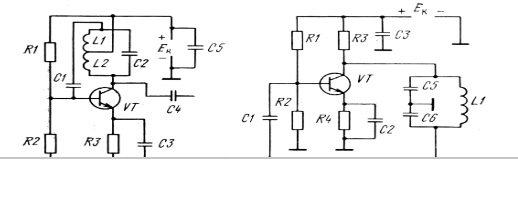 R1
L1
L2
C2
+
Eк
−
C5
C1
VT
C4
R2
R3
C3
+ Eк −
R1
R3
C3
VT
C5
L1
C1
R2
R4
C2
C6